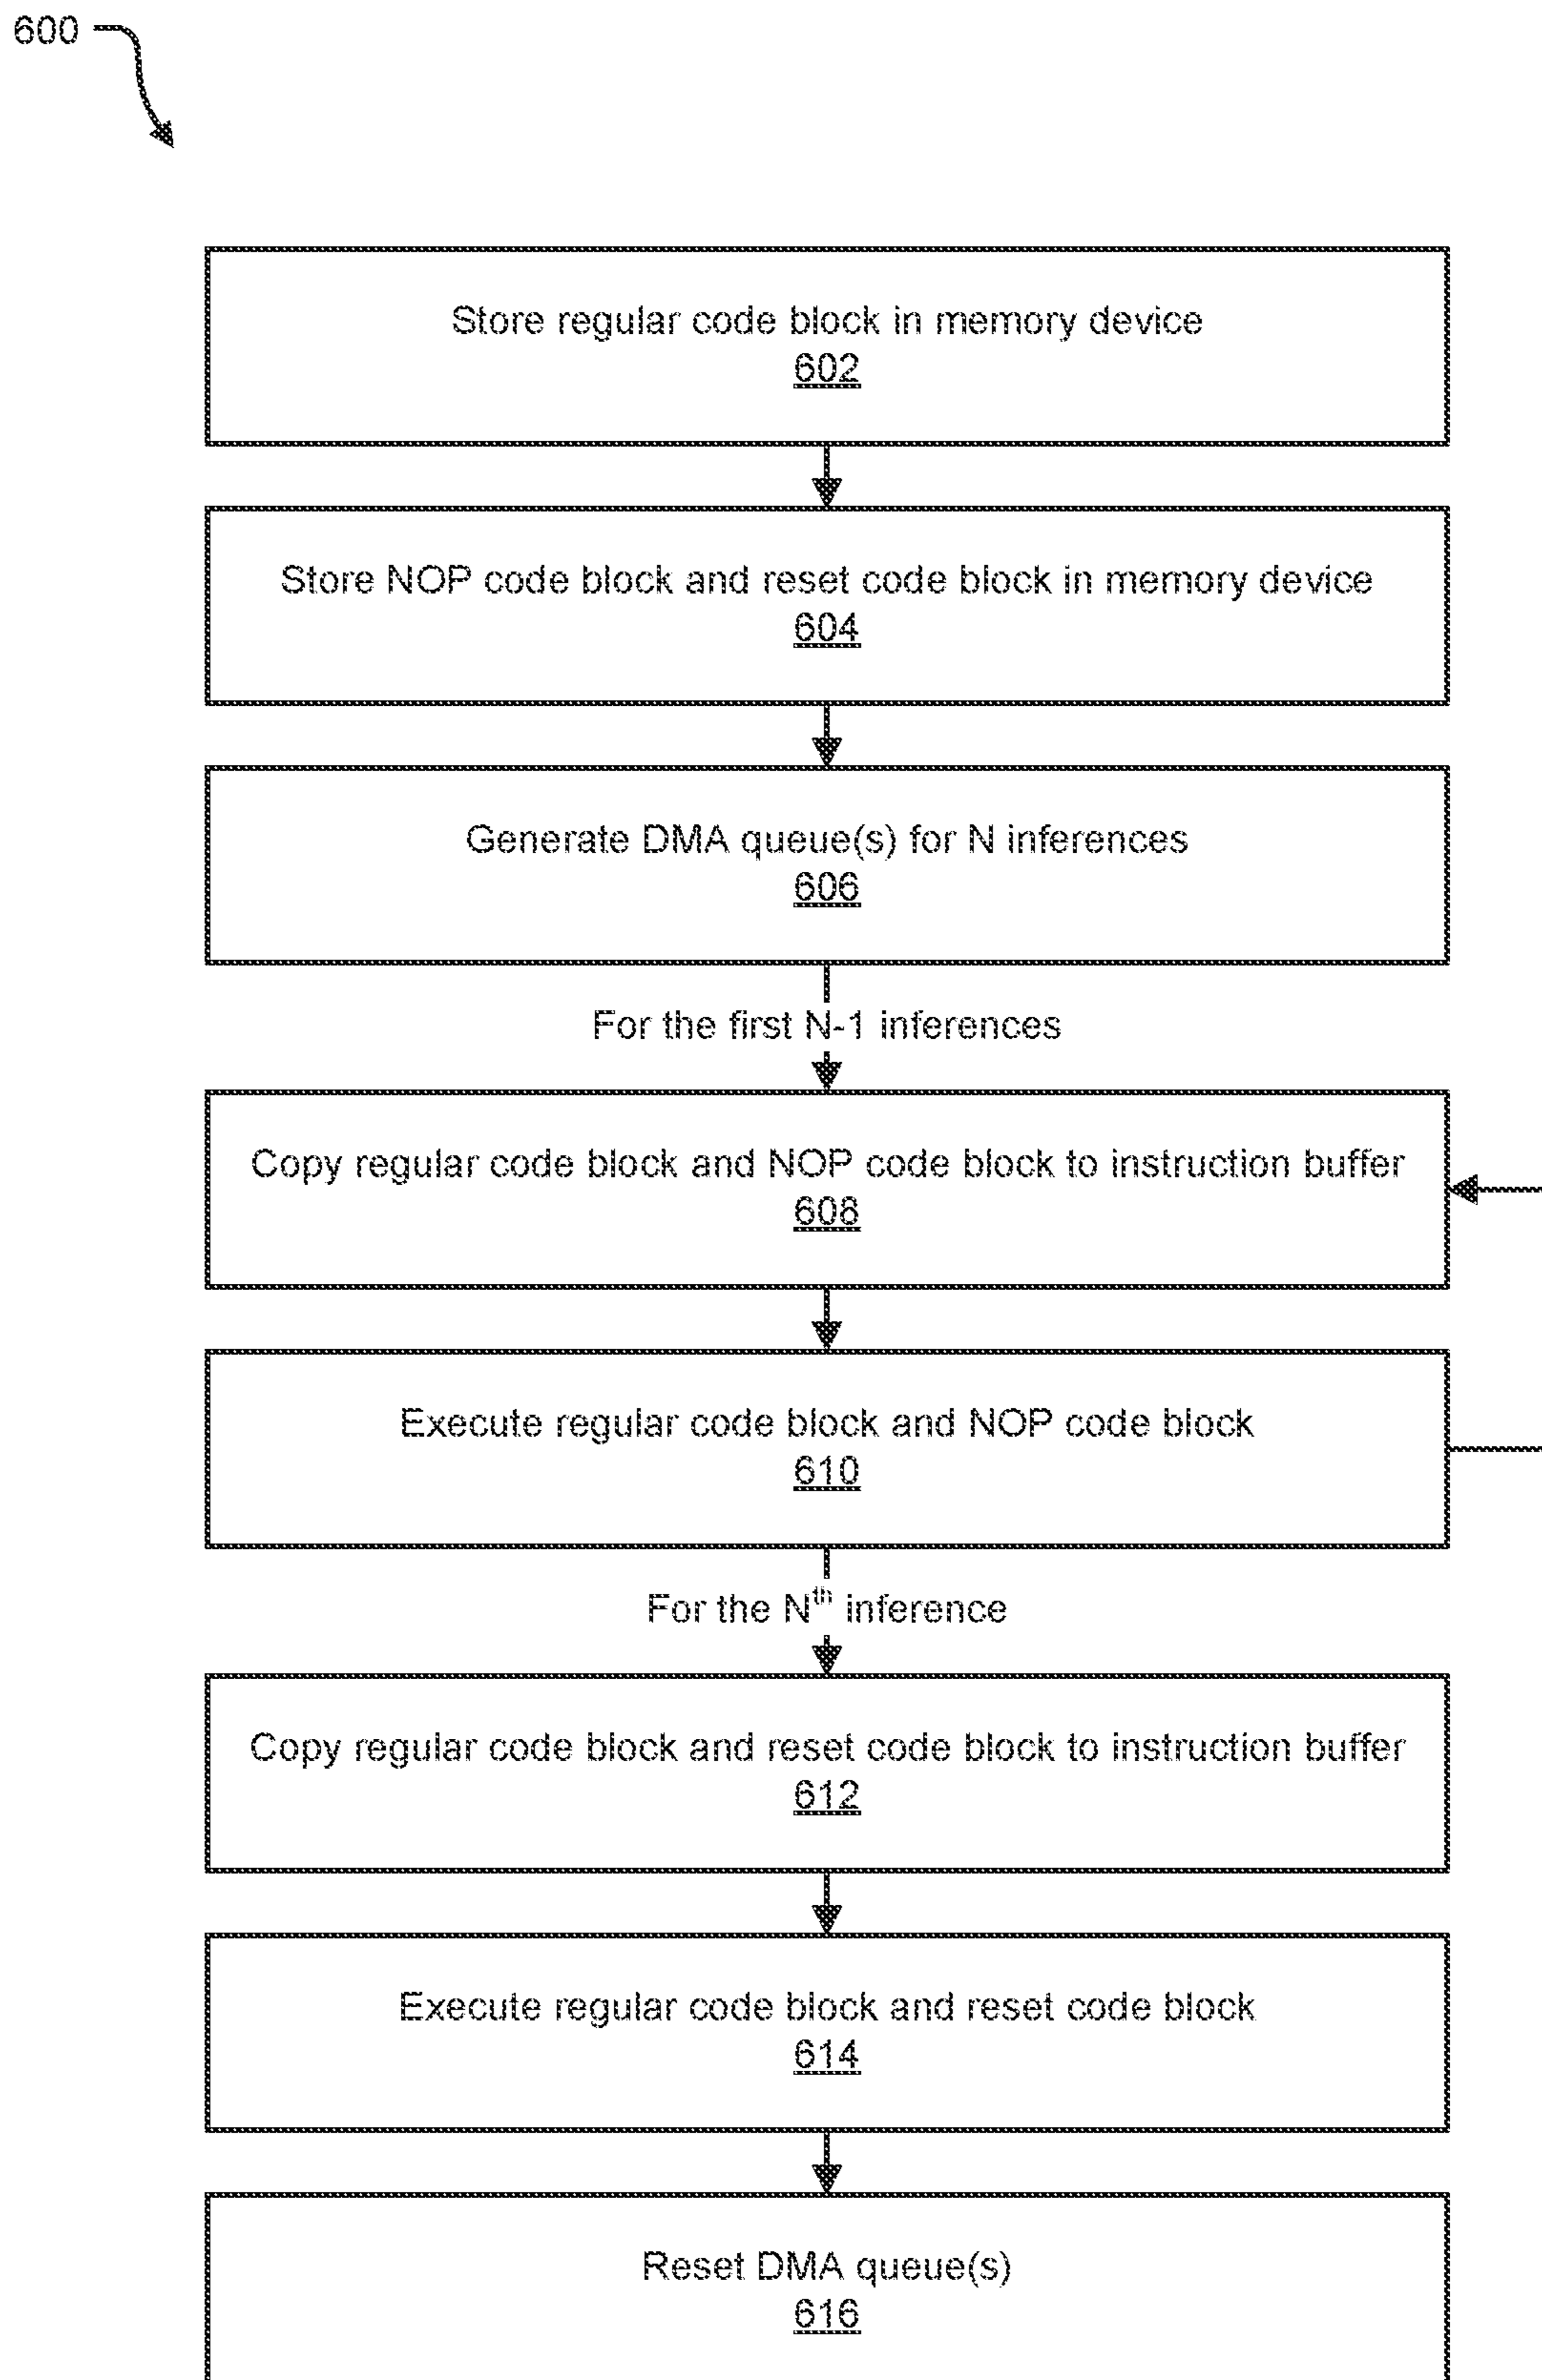 600
Store regular code block in memory device
602
Store NOP code block and reset code block in memory device
604
Generate DMA queue(s) for N inferences
606
For the first N-1 inferences
Copy regular code block and NOP code block to instruction buffer
608
Execute regular code block and NOP code block
610
For the Nth inference
Copy regular code block and reset code block to instruction buffer
612
Execute regular code block and reset code block
614
Reset DMA queue(s)
616